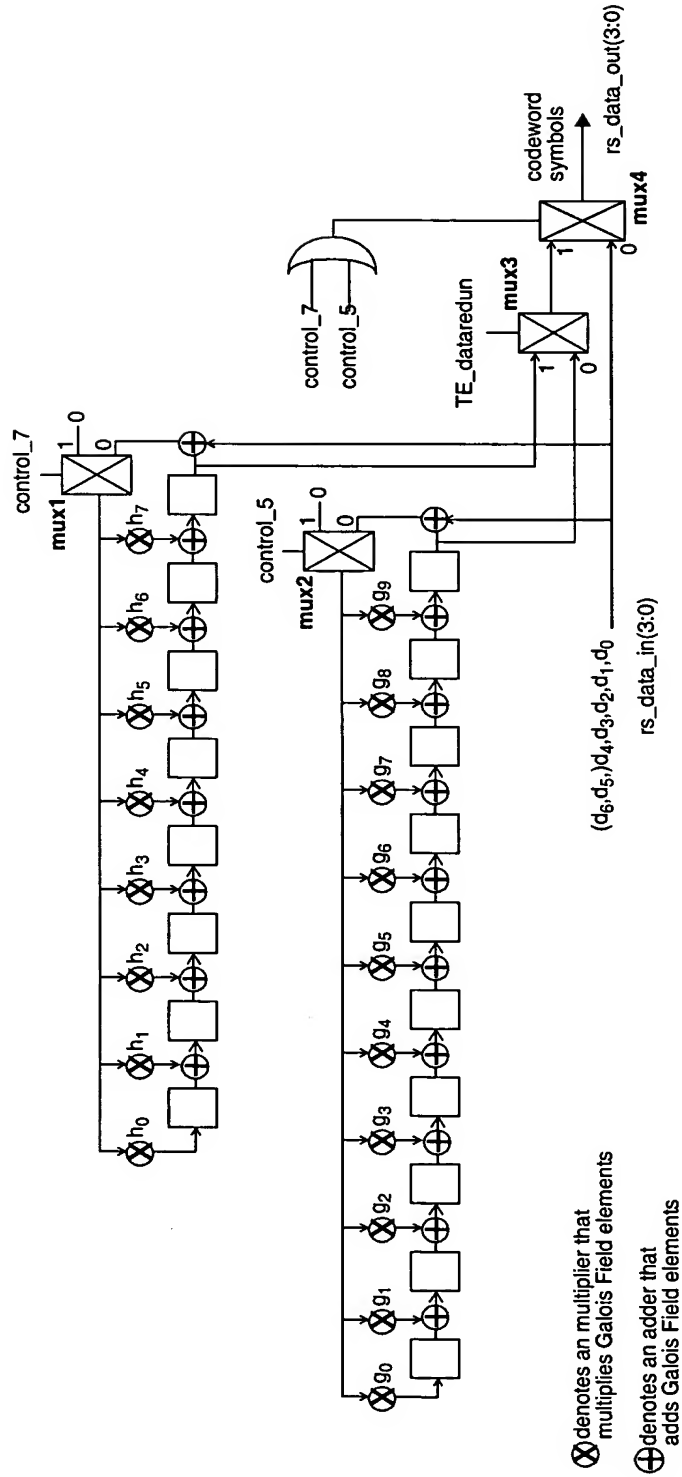 control_7
1
0
0
mux1
h0
h1
h2
h3
h4
h5
h6
h7
control_5
1
0
0
mux2
g0
g1
g2
g3
g4
g5
g6
g7
g8
g9
control_7
control_5
TE_dataredun
mux3
1
0
codeword
symbols
mux4
1
0
rs_data_out(3:0)
(d6,d5,)d4,d3,d2,d1,d0
rs_data_in(3:0)
denotes an multiplier that
multiplies Galois Field elements
denotes an adder that
adds Galois Field elements